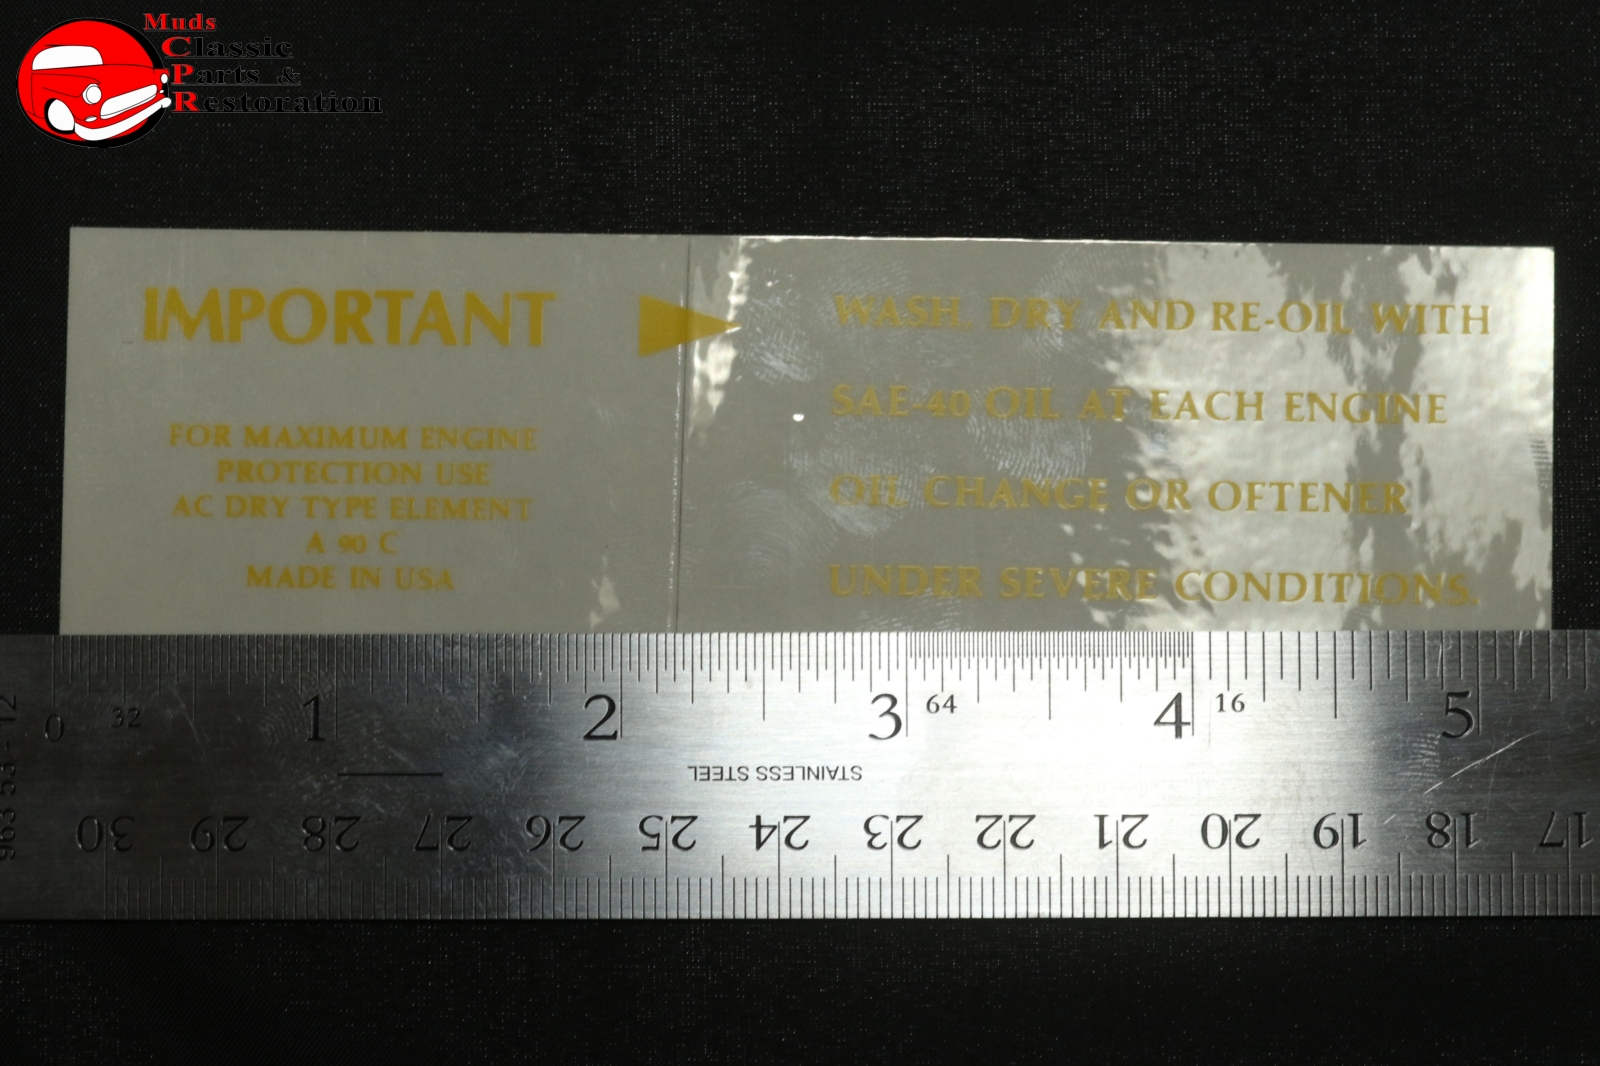 Muds
Classic
Parts &
Restoration
IMPORTANT
FOR MAXIMUM ENGINE
PROTECTION USE
AC DRY TYPE ELEMENT
A 90 C
MADE IN USA
WASH, DRY AND RE-OIL WITH
SAE-40 OIL AT EACH ENGINE
OIL CHANGE OR OFTENER
UNDER SEVERE CONDITIONS.
0 32 1 2 3 64 4 16 5
STAINLESS STEEL
30 29 28 27 26 25 24 23 22 21 20 19 18 17